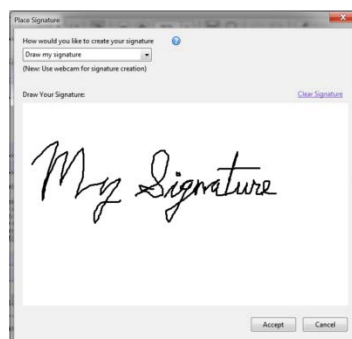 Place Signature
How would you like to create your signature
Draw my signature
(New: Use webcam for signature creation)
Draw Your Signature: Clear Signature
My Signature
Accept Cancel